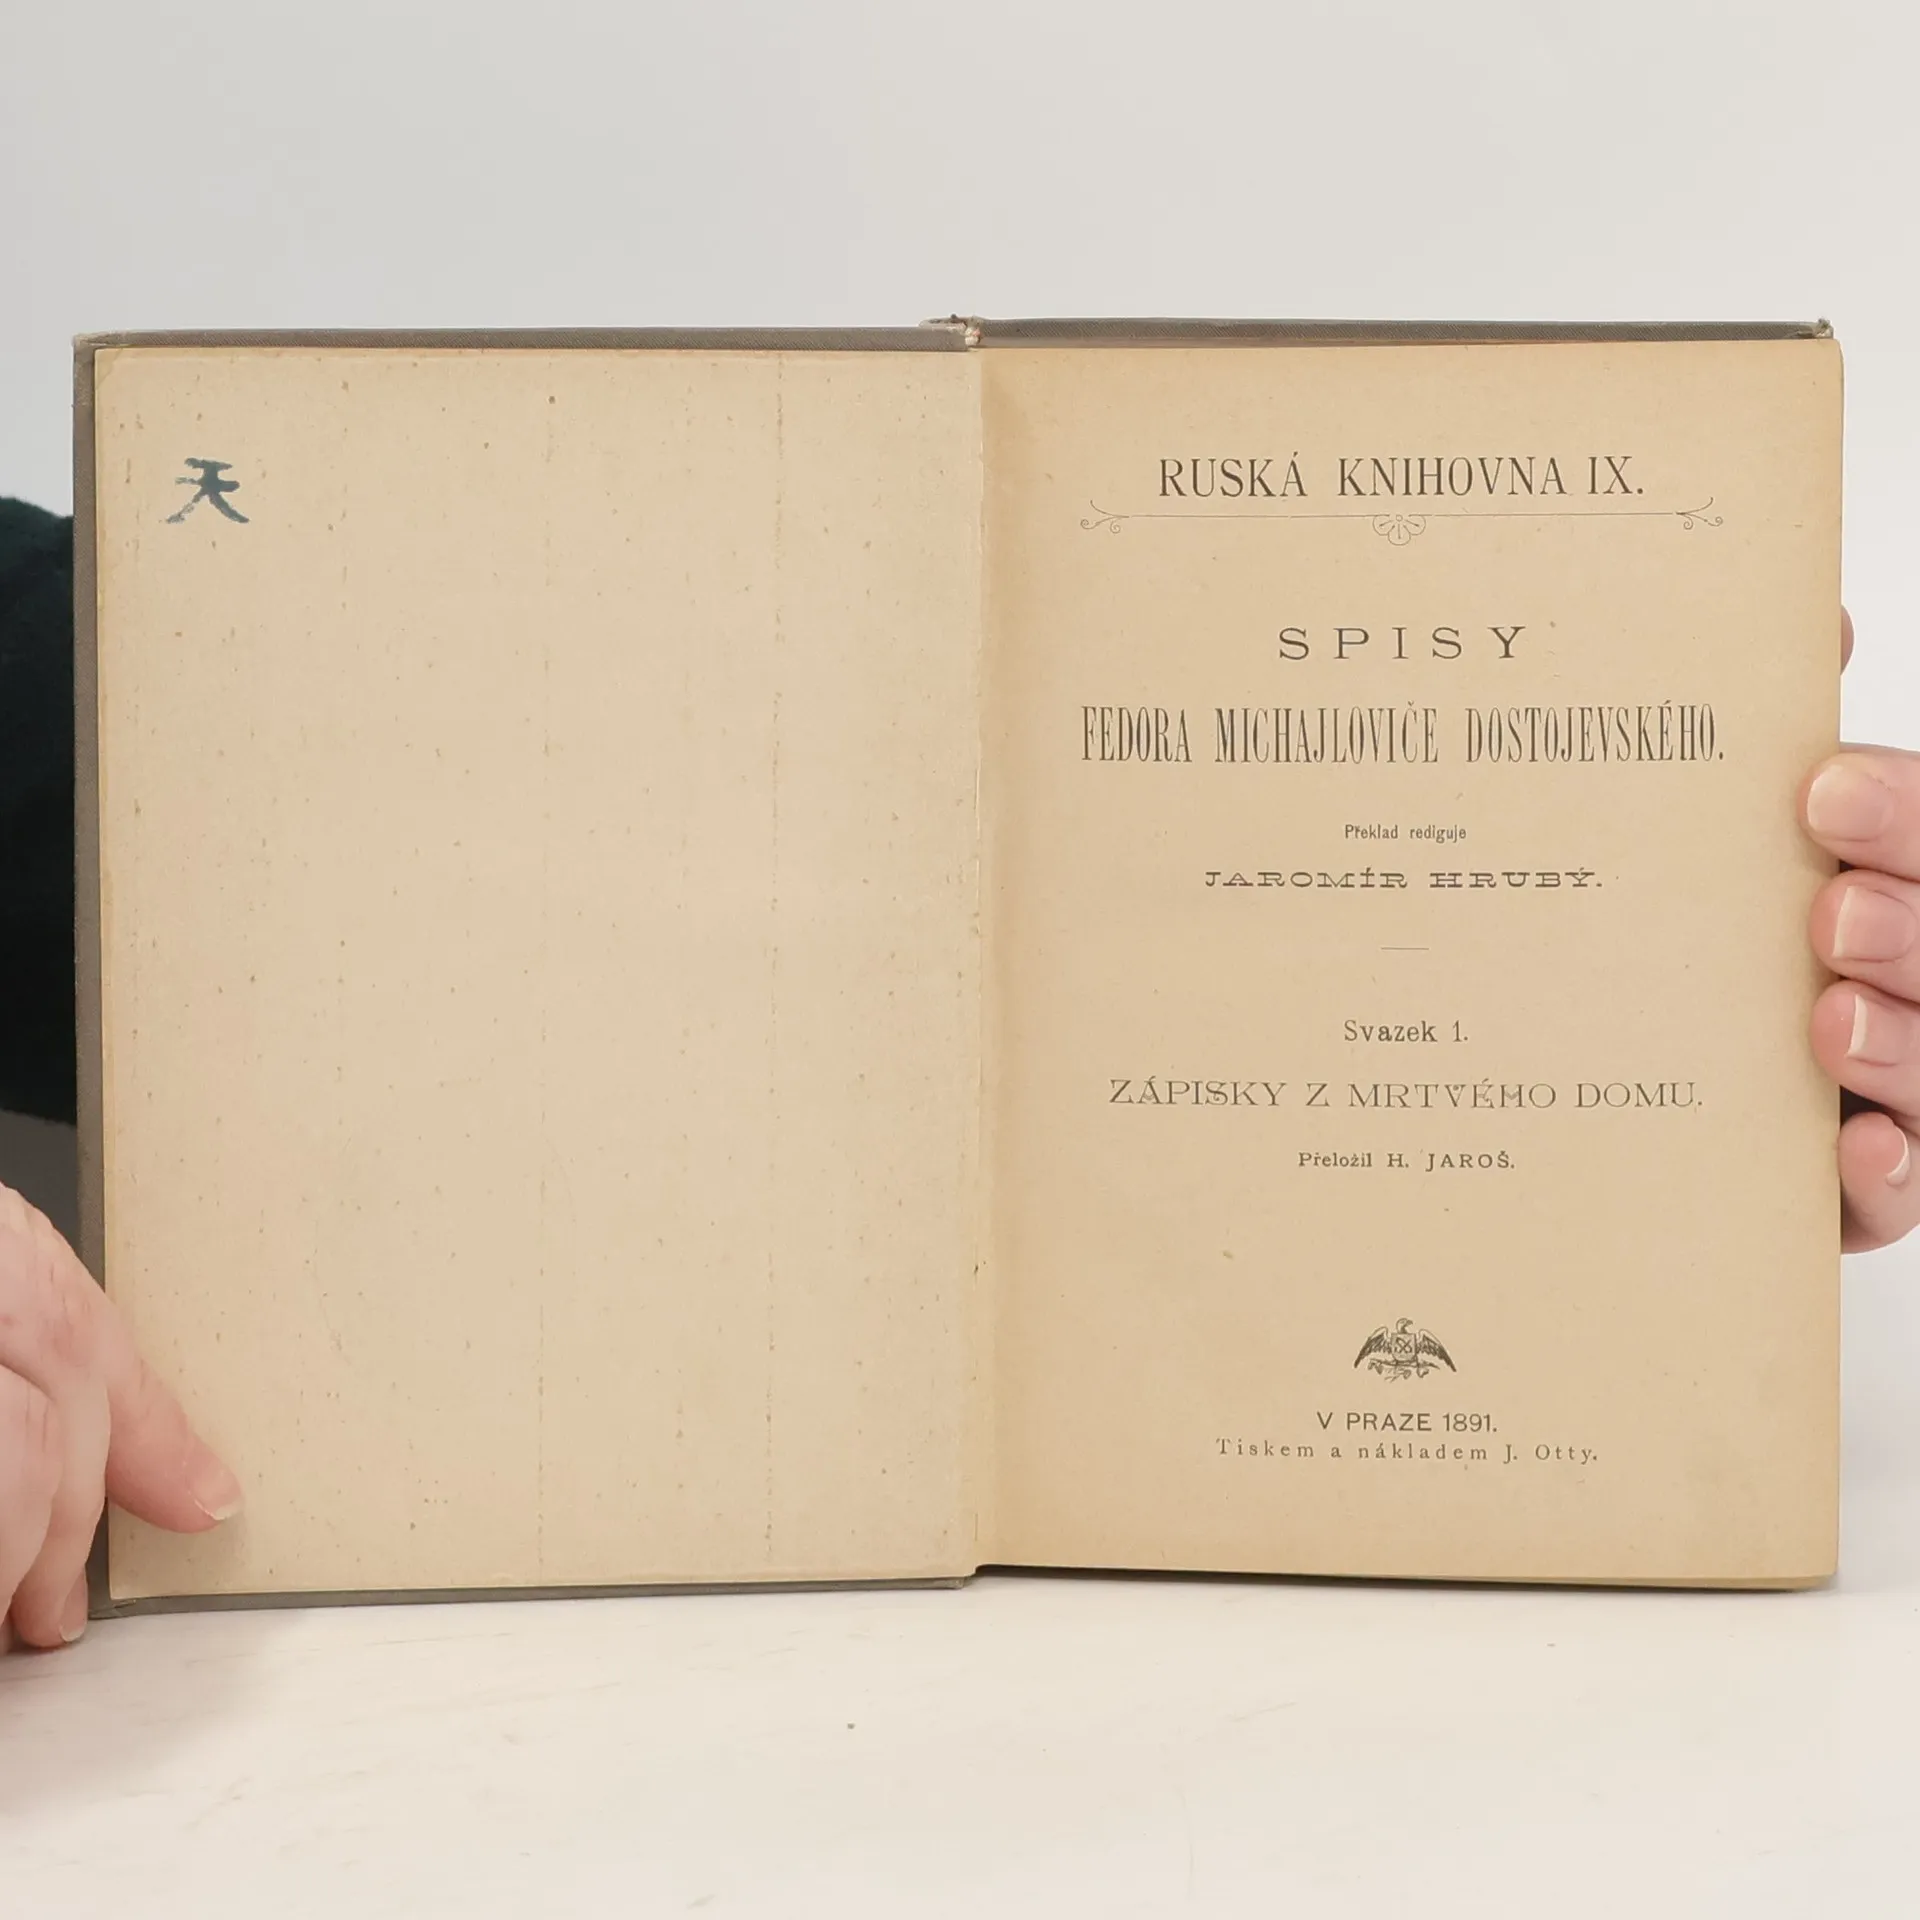 天
RUSKÁ KNIHOVNA IX.
SPISY
FEDORA MICHAJLOVIČE DOSTOJEVSKÉHO.
Překlad rediguje
JAROMÍR HRUBÝ.
Svazek 1.
ZÁPISKY Z MRTVÉHO DOMU.
Přeložil H. JAROŠ.
V PRAZE 1891.
Tiskem a nákladem J. Otty.